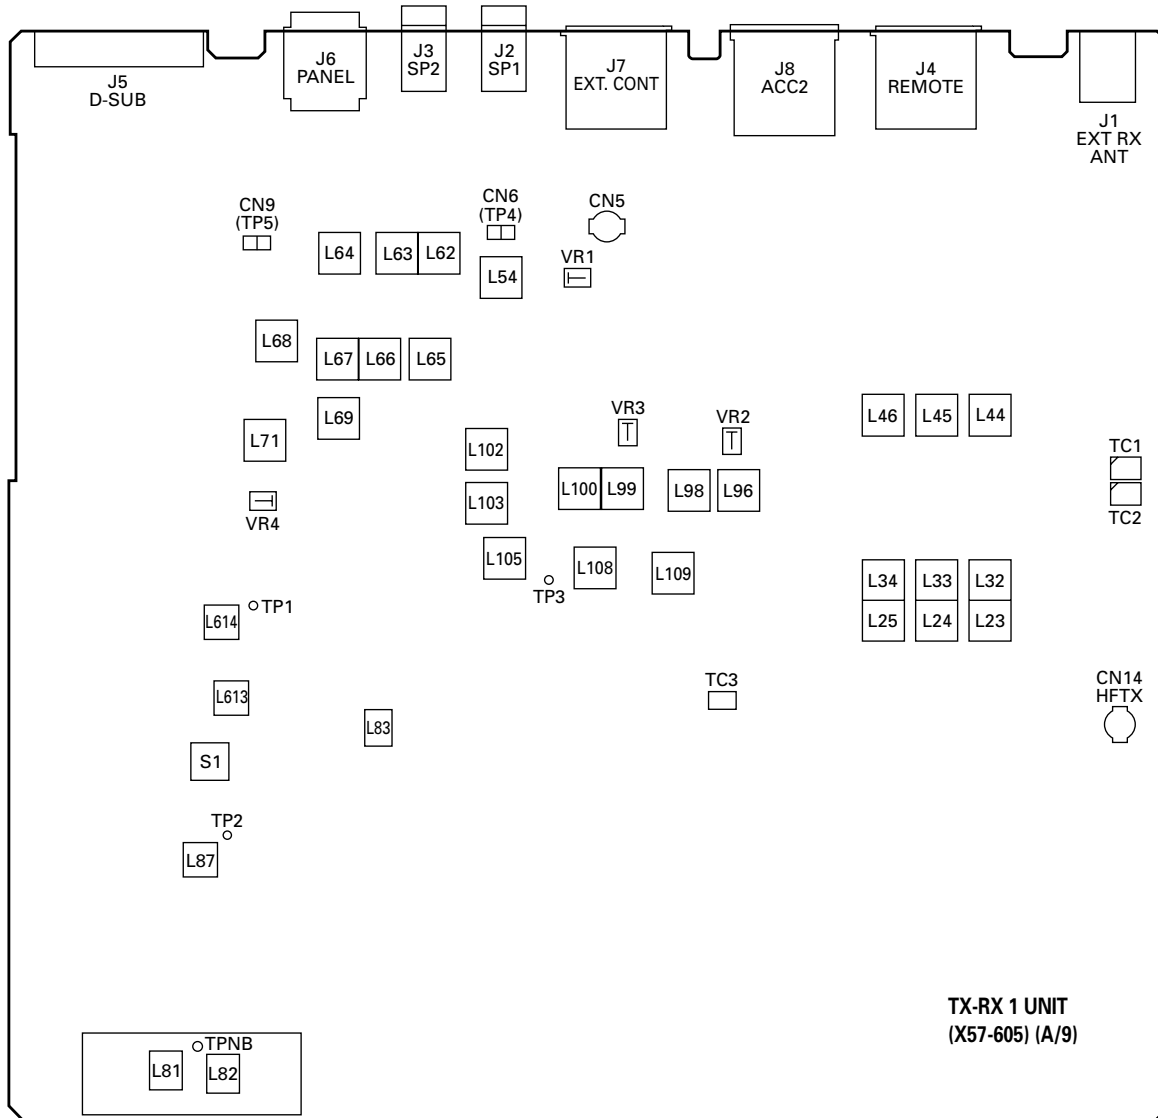 J5
D-SUB
J6
PANEL
J3
SP2
J2
SP1
J7
EXT. CONT
J8
ACC2
J4
REMOTE
J1
EXT RX
ANT
CN9
(TP5)
CN6
(TP4)
CN5
L64
L63
L62
L54
VR1
L68
L67
L66
L65
L69
L71
VR4
L102
L103
L105
VR3
VR2
L100
L99
L98
L96
TP3
L108
L109
L46
L45
L44
TC1
TC2
L34
L33
L32
L25
L24
L23
TP1
L614
L613
L83
TC3
CN14
HFTX
S1
TP2
L87
TPNB
L81
L82
TX-RX 1 UNIT
(X57-605) (A/9)